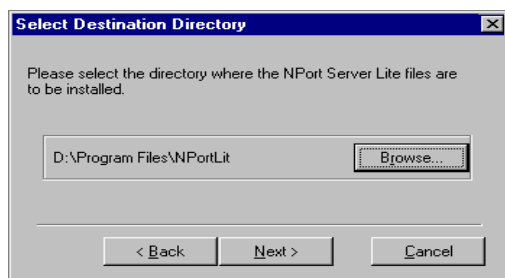 Select Destination Directory
Please select the directory where the NPort Server Lite files are
to be installed.
D:\Program Files\NPortLit
Browse...
< Back
Next >
Cancel